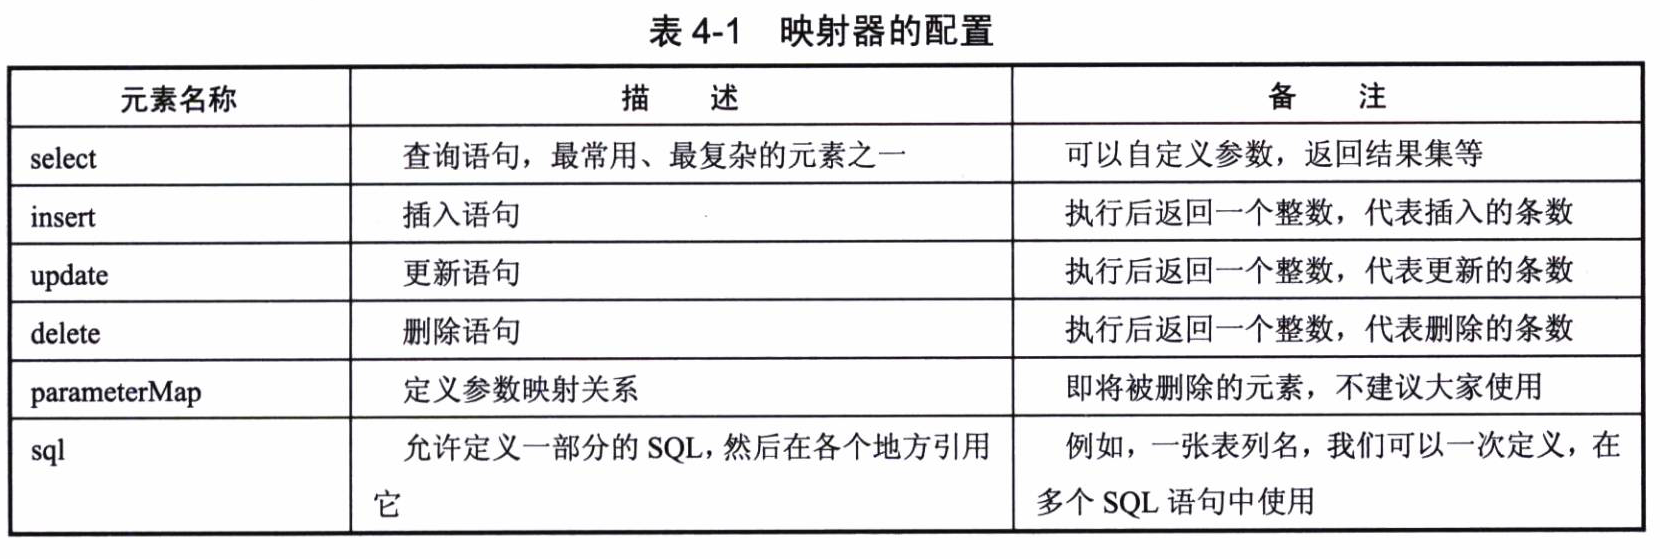 表 4-1 映射器的配置
元素名称 描 述 备 注
select 查询语句，最常用、最复杂的元素之一 可以自定义参数，返回结果集等
insert 插入语句 执行后返回一个整数，代表插入的条数
update 更新语句 执行后返回一个整数，代表更新的条数
delete 删除语句 执行后返回一个整数，代表删除的条数
parameterMap 定义参数映射关系 即将被删除的元素，不建议大家使用
sql 允许定义一部分的 SQL，然后在各个地方引用 例如，一张表列名，我们可以一次定义，在
它 多个 SQL 语句中使用